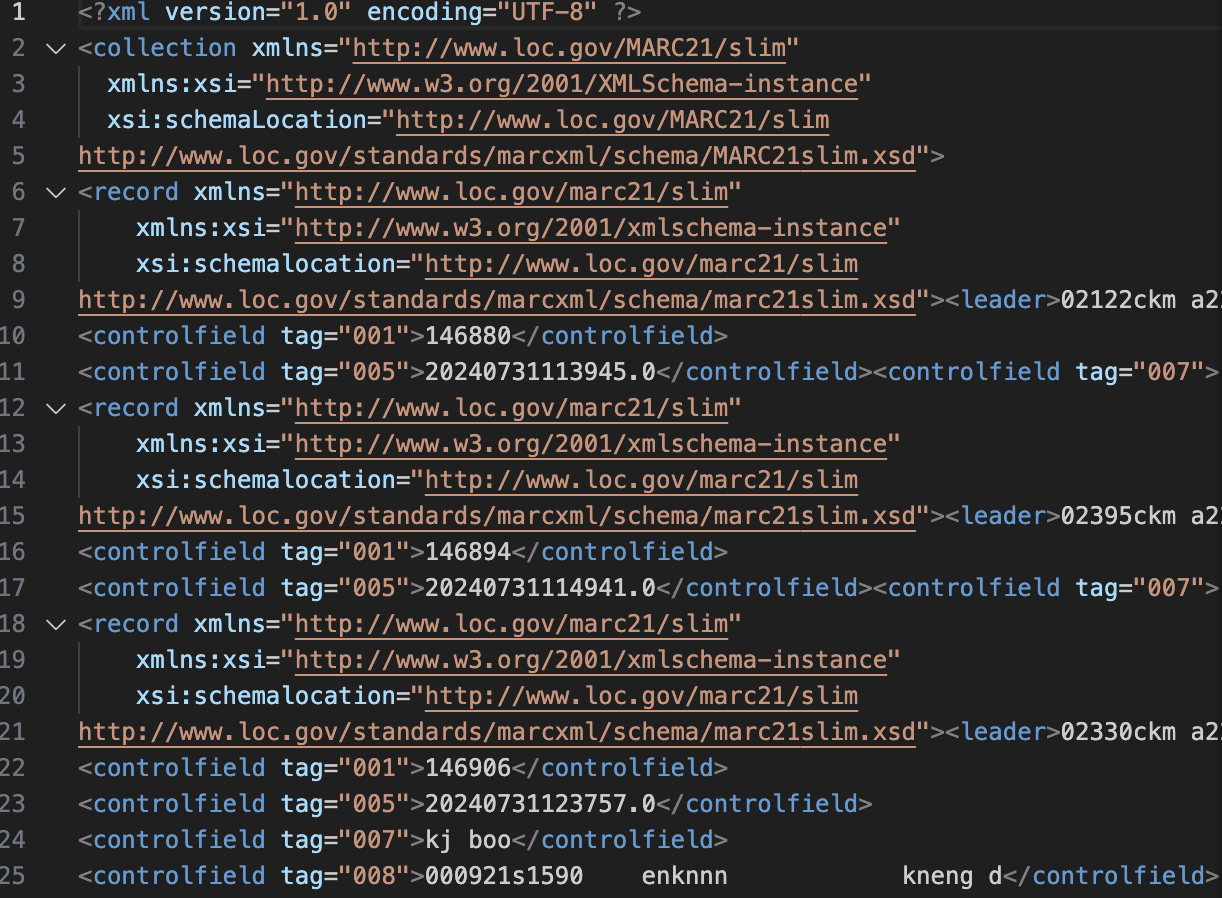 1 <?xml version="1.0" encoding="UTF-8" ?>
2 <collection xmlns="http://www.loc.gov/MARC21/slim"
3 xmlns:xsi="http://www.w3.org/2001/XMLSchema-instance"
4 xsi:schemaLocation="http://www.loc.gov/MARC21/slim
5 http://www.loc.gov/standards/marcxml/schema/MARC21slim.xsd">
6 <record xmlns="http://www.loc.gov/marc21/slim"
7 xmlns:xsi="http://www.w3.org/2001/xmlschema-instance"
8 xsi:schemalocation="http://www.loc.gov/marc21/slim
9 http://www.loc.gov/standards/marcxml/schema/marc21slim.xsd"><leader>02122ckm a2
10 <controlfield tag="001">146880</controlfield>
11 <controlfield tag="005">20240731113945.0</controlfield><controlfield tag="007">
12 <record xmlns="http://www.loc.gov/marc21/slim"
13 xmlns:xsi="http://www.w3.org/2001/xmlschema-instance"
14 xsi:schemalocation="http://www.loc.gov/marc21/slim
15 http://www.loc.gov/standards/marcxml/schema/marc21slim.xsd"><leader>02395ckm a2
16 <controlfield tag="001">146894</controlfield>
17 <controlfield tag="005">20240731114941.0</controlfield><controlfield tag="007">
18 <record xmlns="http://www.loc.gov/marc21/slim"
19 xmlns:xsi="http://www.w3.org/2001/xmlschema-instance"
20 xsi:schemalocation="http://www.loc.gov/marc21/slim
21 http://www.loc.gov/standards/marcxml/schema/marc21slim.xsd"><leader>02330ckm a2
22 <controlfield tag="001">146906</controlfield>
23 <controlfield tag="005">20240731123757.0</controlfield>
24 <controlfield tag="007">kj boo</controlfield>
25 <controlfield tag="008">000921s1590    enknnn            kneng d</controlfield>